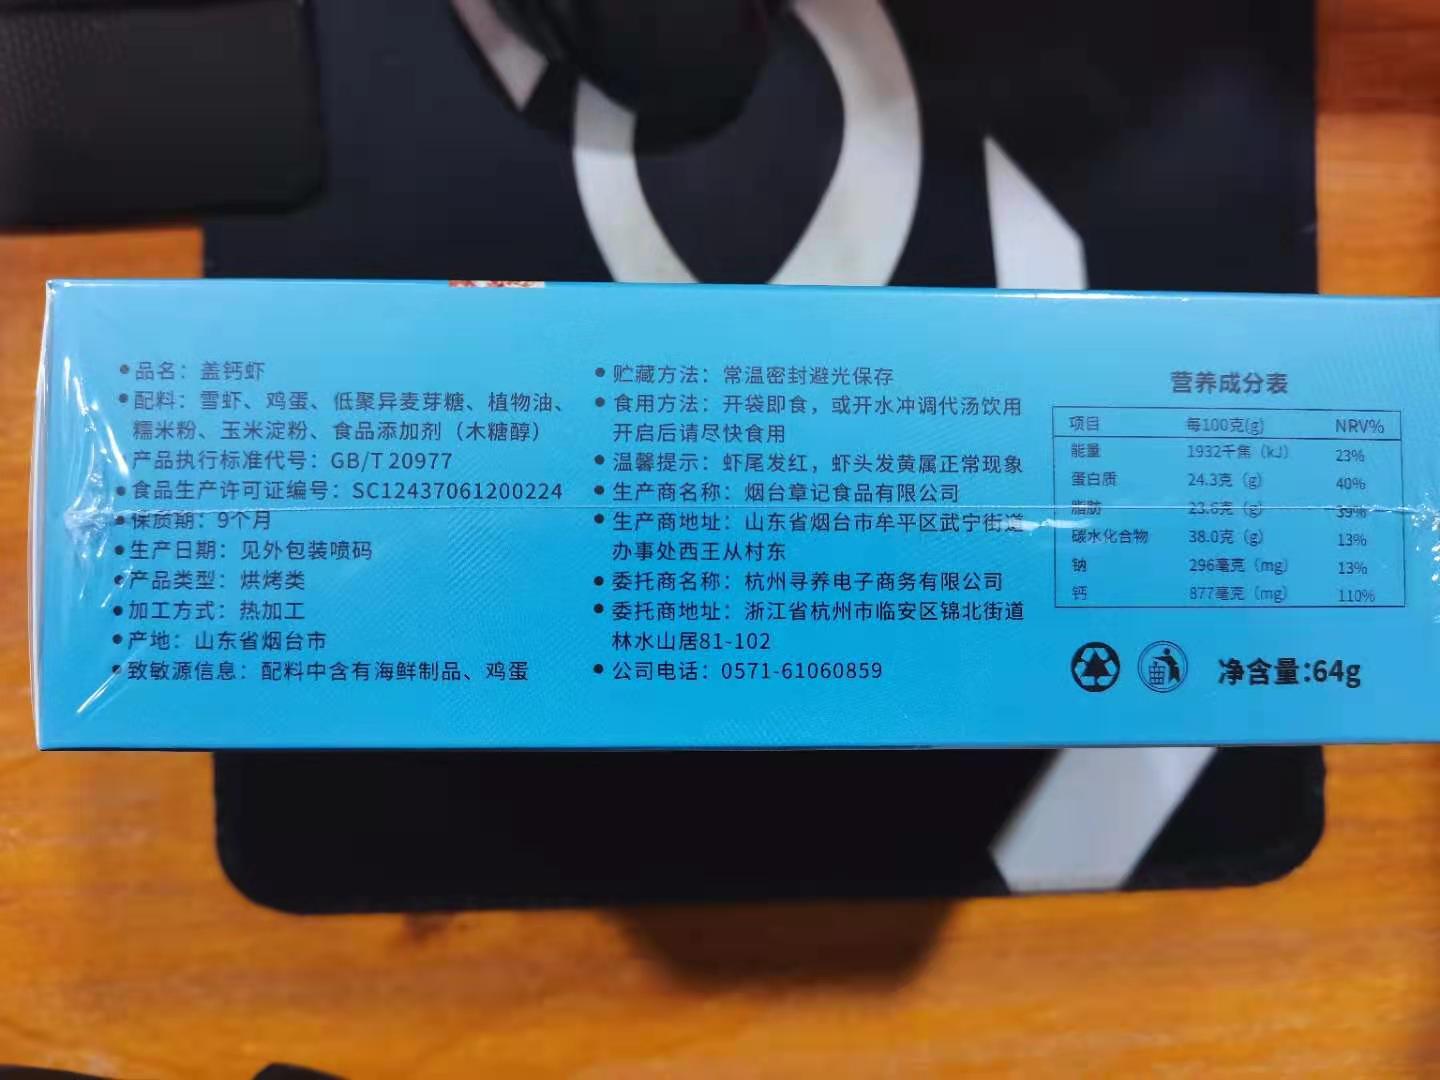 ●品名：盖钙虾
●配料：雪虾、鸡蛋、低聚异麦芽糖、植物油、
糯米粉、玉米淀粉、食品添加剂（木糖醇）
产品执行标准代号：GB/T 20977
●食品生产许可证编号：SC12437061200224
●保质期：9个月
●生产日期：见外包装喷码
●产品类型：烘烤类
●加工方式：热加工
●产地：山东省烟台市
●致敏源信息：配料中含有海鲜制品、鸡蛋
●贮藏方法：常温密封避光保存
●食用方法：开袋即食，或开水冲调代汤饮用
开启后请尽快食用
●温馨提示：虾尾发红，虾头发黄属正常现象
●生产商名称：烟台章记食品有限公司
●生产商地址：山东省烟台市牟平区武宁街道
办事处西王从村东
●委托商名称：杭州寻养电子商务有限公司
●委托商地址：浙江省杭州市临安区锦北街道
林水山居81-102
●公司电话：0571-61060859
营养成分表
项目 每100克(g) NRV%
能量 1932千焦（kJ） 23%
蛋白质 24.3克（g） 40%
脂肪 23.6克（g） 39%
碳水化合物 38.0克（g） 13%
钠 296毫克（mg） 13%
钙 877毫克（mg） 110%
净含量:64g